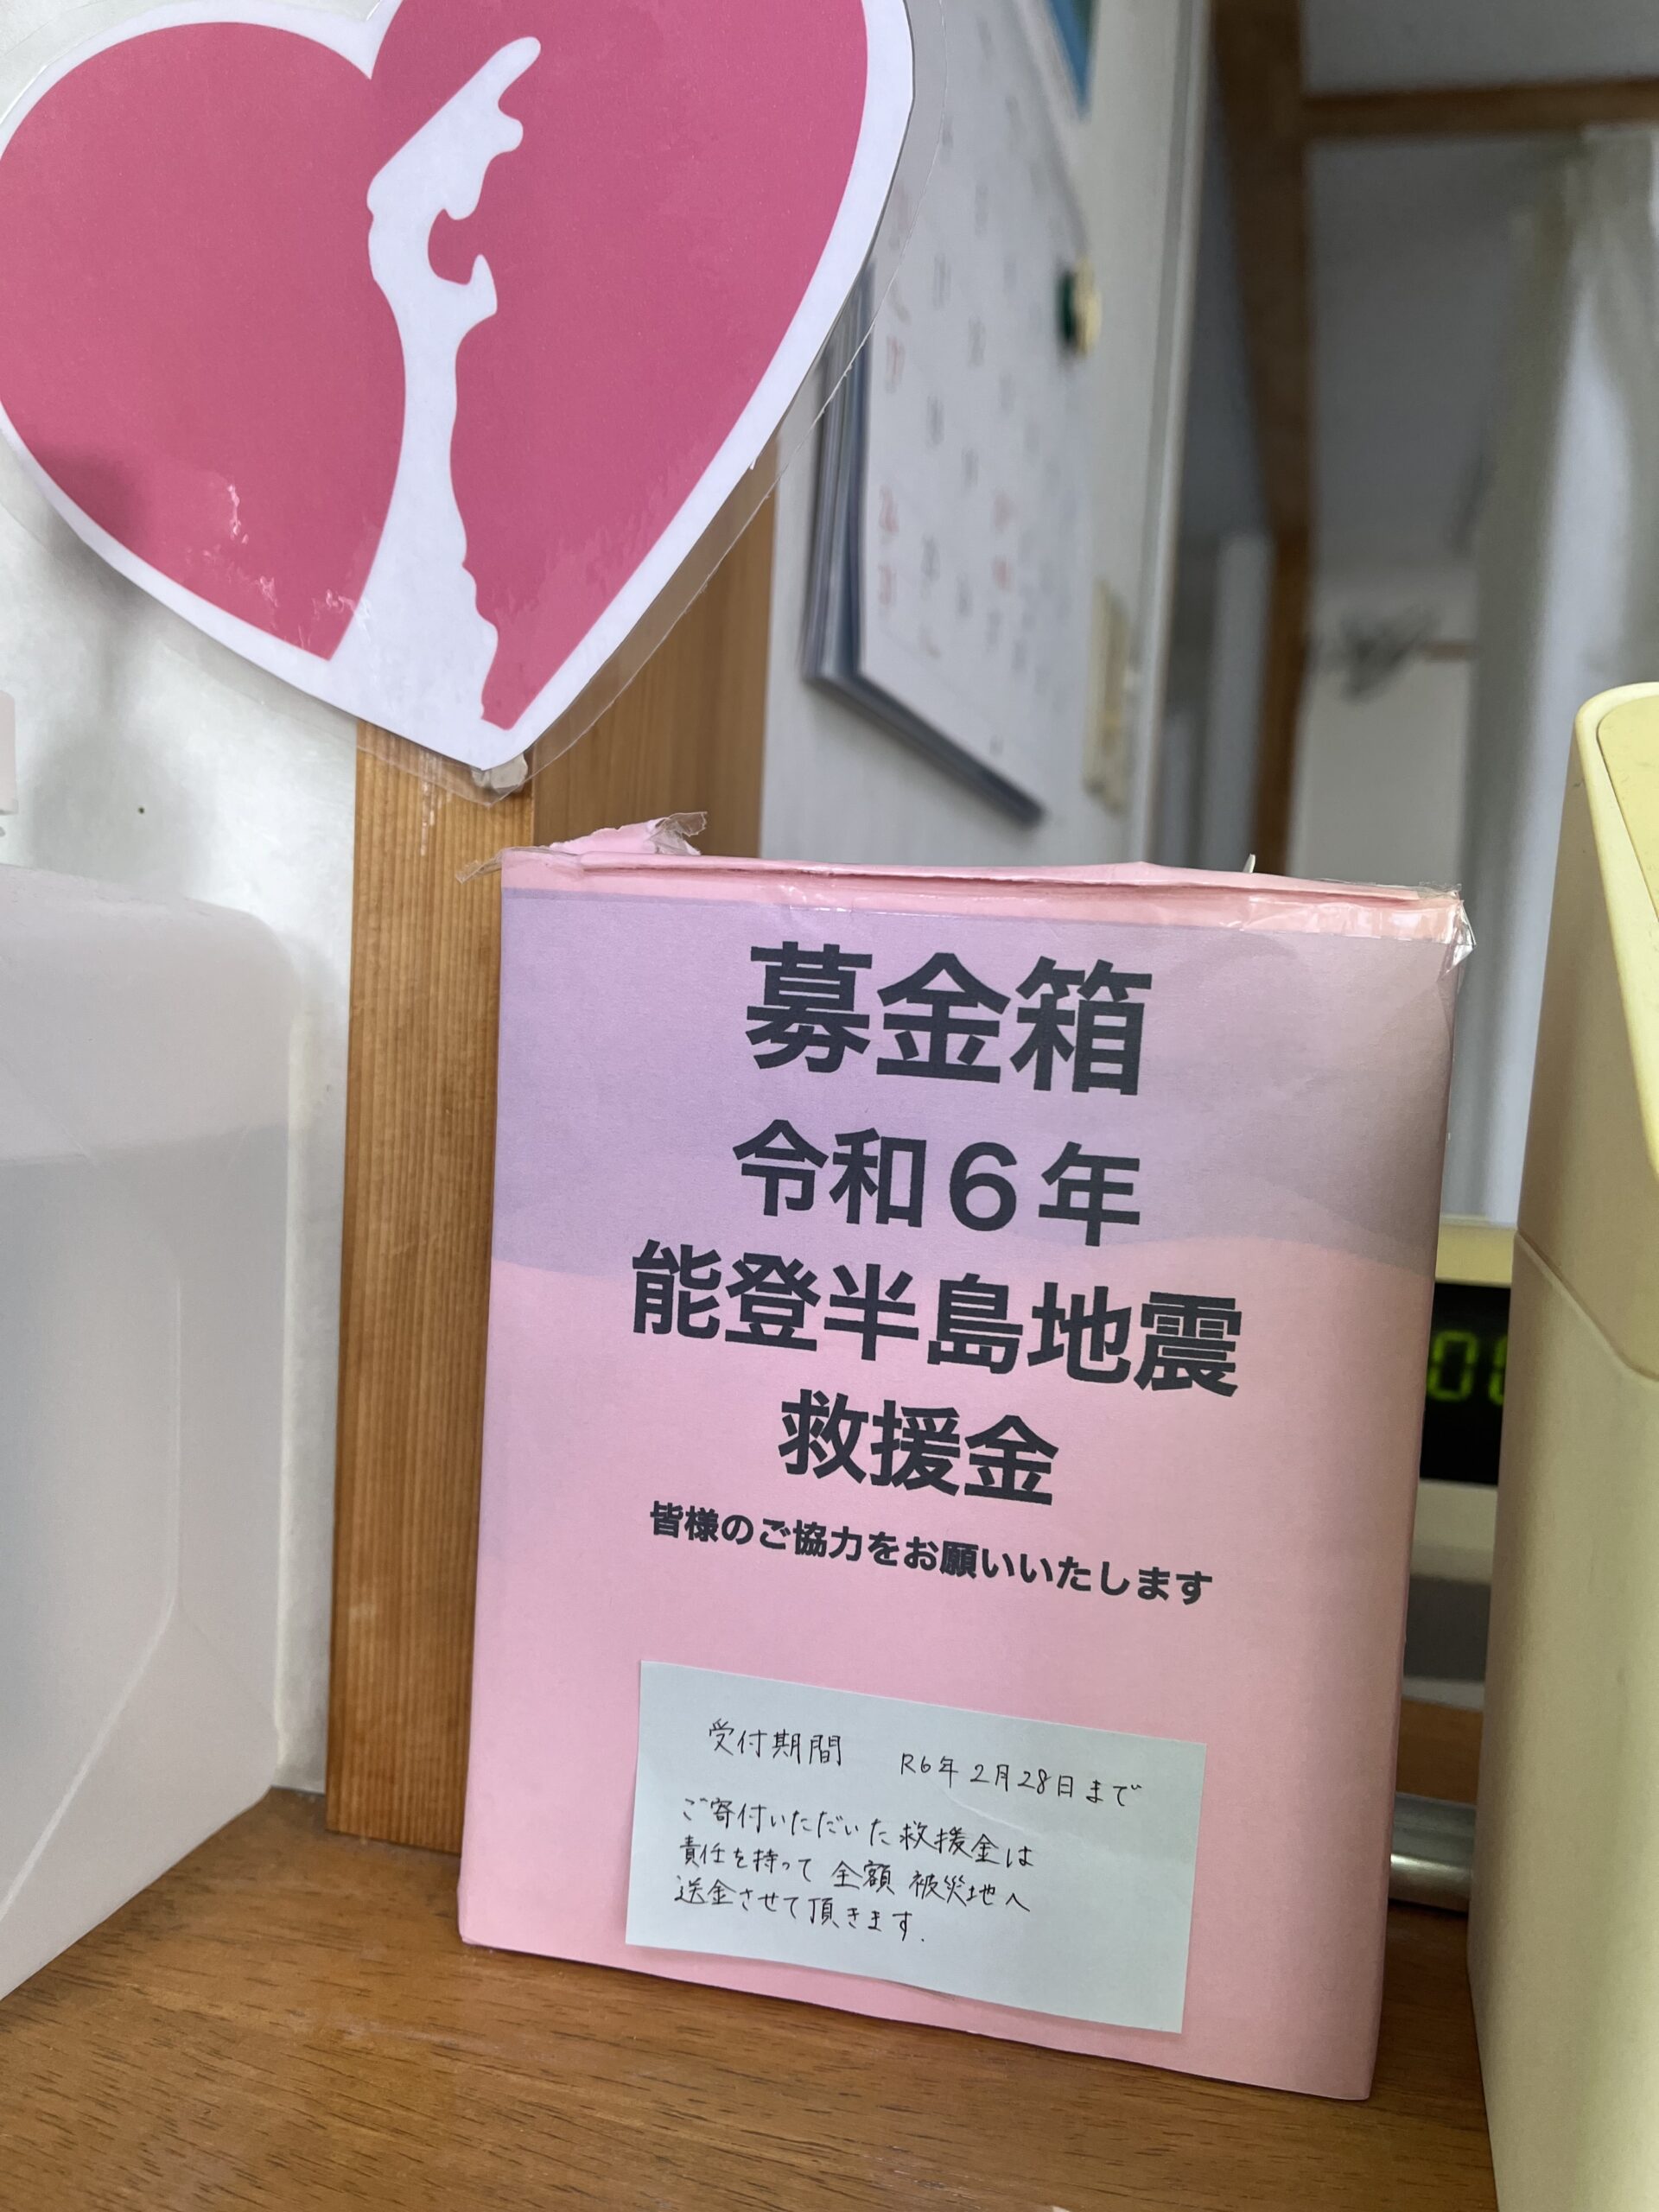 募金箱
令和６年
能登半島地震
救援金
皆様のご協力をお願いいたします
受付期間 R6年2月28日まで
ご寄付いただいた救援金は
責任を持って全額被災地へ
送金させて頂きます.